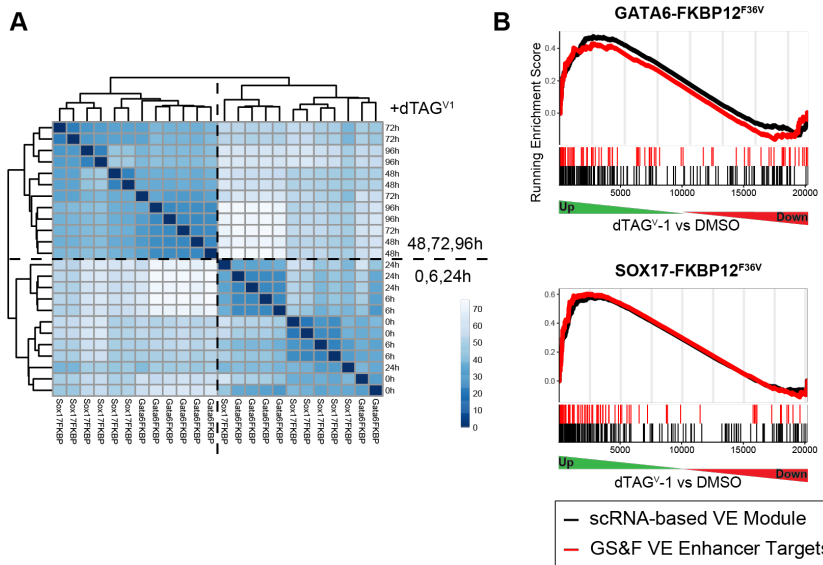 A
+dTAG^V1
72h
72h
96h
96h
48h
48h
72h
96h
96h
72h
48h
48h
48,72,96h
24h
24h
24h
6h
6h
0h
0h
6h
6h
24h
0h
0h
0,6,24h
70
60
50
40
30
20
10
0
Sox17FKBP
Sox17FKBP
Sox17FKBP
Sox17FKBP
Sox17FKBP
Sox17FKBP
Gata6FKBP
Gata6FKBP
Gata6FKBP
Gata6FKBP
Gata6FKBP
Gata6FKBP
Sox17FKBP
Gata6FKBP
Gata6FKBP
Gata6FKBP
Gata6FKBP
Sox17FKBP
Sox17FKBP
Sox17FKBP
Sox17FKBP
Sox17FKBP
Gata6FKBP
Gata6FKBP
B
GATA6-FKBP12^F36V
Running Enrichment Score
0.4
0.2
0.0
5000 10000 15000 20000
Up Down
dTAG^V-1 vs DMSO
SOX17-FKBP12^F36V
0.6
0.4
0.2
0.0
5000 10000 15000 20000
Up Down
dTAG^V-1 vs DMSO
scRNA-based VE Module
GS&F VE Enhancer Targets